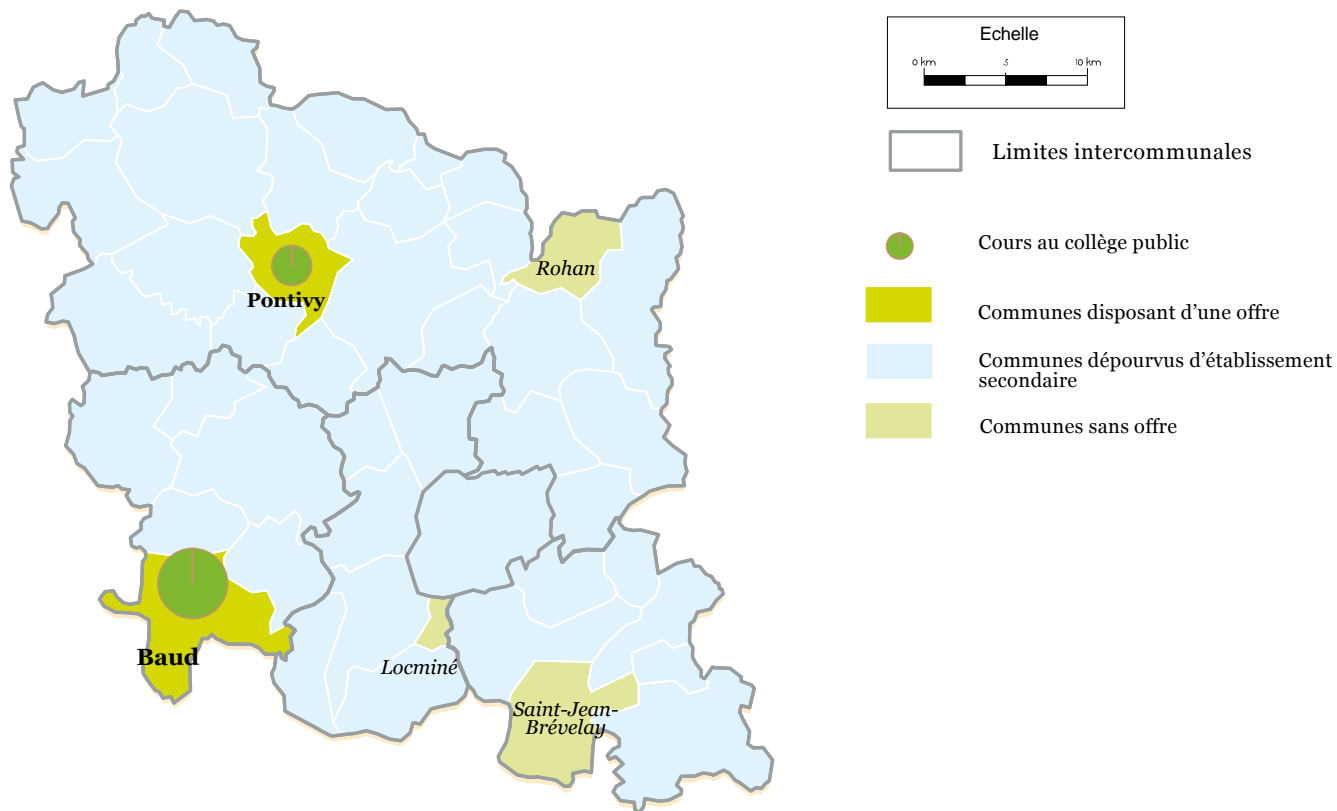 Echelle
0 km 5 10 km
Limites intercommunales
Cours au collège public
Communes disposant d'une offre
Communes dépourvus d'établissement
secondaire
Communes sans offre
Rohan
Pontivy
Baud
Locminé
Saint-Jean-
Brévelay